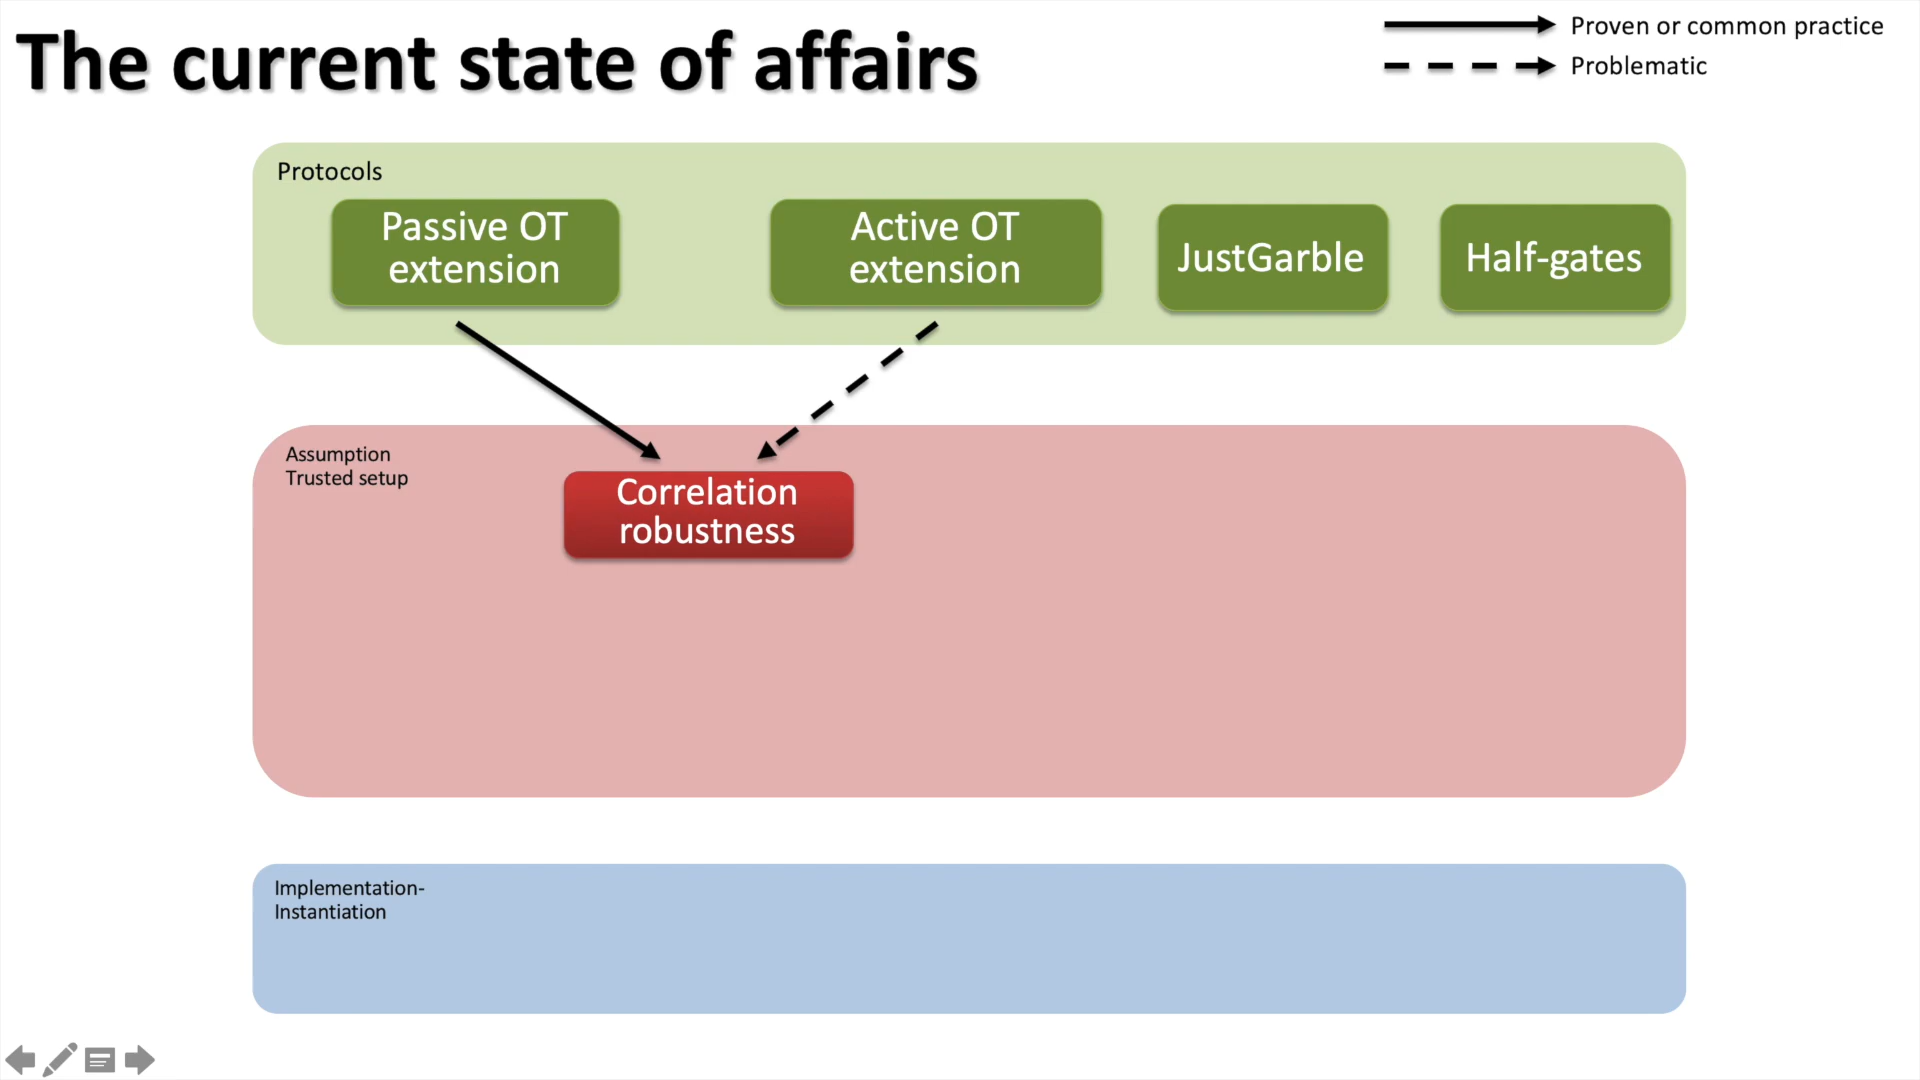 The current state of affairs
Proven or common practice
Problematic
Protocols
Passive OT
extension
Active OT
extension
JustGarble
Half-gates
Assumption
Trusted setup
Correlation
robustness
Implementation-
Instantiation